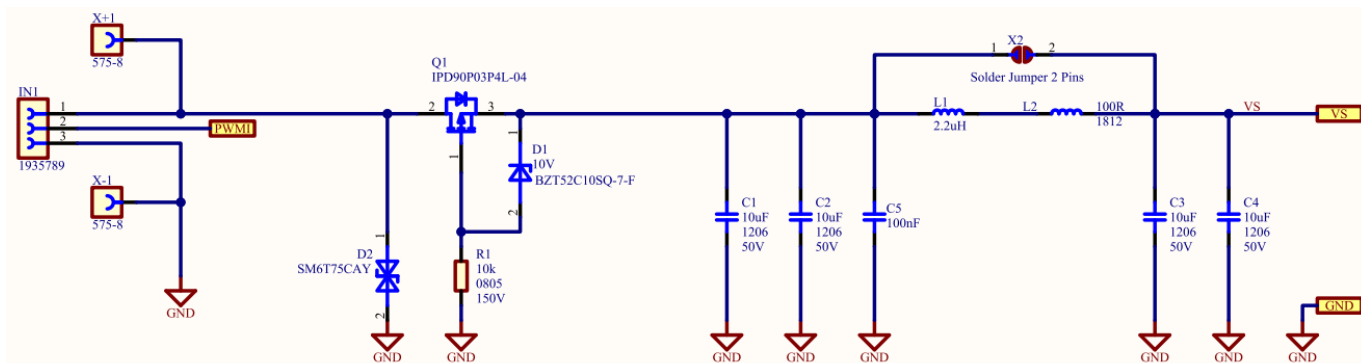 X+1
575-8
IN1
1
2
3
1935789
PWMI
X-1
575-8
GND
Q1
IPD90P03P4L-04
2
3
1
1
D1
10V
BZT52C10SQ-7-F
2
1
D2
SM6T75CAY
2
GND
R1
10k
0805
150V
GND
C1
10uF
1206
50V
GND
C2
10uF
1206
50V
GND
C5
100nF
GND
X2
1
2
Solder Jumper 2 Pins
L1
2.2uH
L2
100R
1812
VS
VS
C3
10uF
1206
50V
GND
C4
10uF
1206
50V
GND
GND
GND